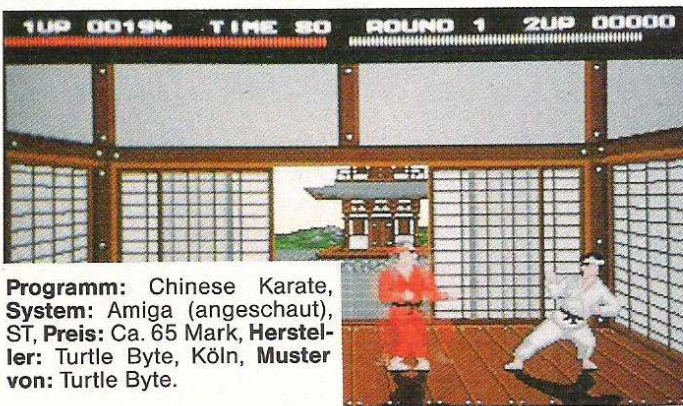 1UP 00194 TIME 80 ROUND 1 2UP 00000
Programm: Chinese Karate,
System: Amiga (angeschaut),
ST, Preis: Ca. 65 Mark, Herstel-
ler: Turtle Byte, Köln, Muster
von: Turtle Byte.